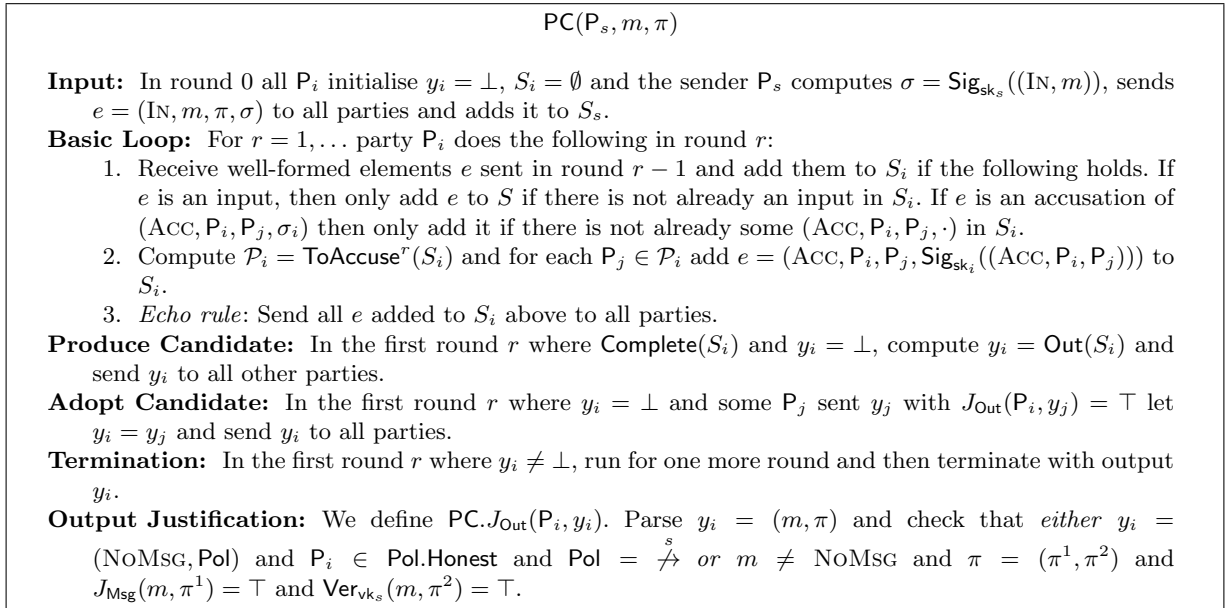 PC(P_s, m, π)
Input: In round 0 all P_i initialise y_i = ⊥, S_i = ∅ and the sender P_s computes σ = Sig_{sk_s}((IN, m)), sends
e = (IN, m, π, σ) to all parties and adds it to S_s.
Basic Loop: For r = 1, . . . party P_i does the following in round r:
1. Receive well-formed elements e sent in round r − 1 and add them to S_i if the following holds. If
e is an input, then only add e to S if there is not already an input in S_i. If e is an accusation of
(ACC, P_i, P_j, σ_i) then only add it if there is not already some (ACC, P_i, P_j, ·) in S_i.
2. Compute 𝒫_i = ToAccuse^r(S_i) and for each P_j ∈ 𝒫_i add e = (ACC, P_i, P_j, Sig_{sk_i}((ACC, P_i, P_j))) to
S_i.
3. Echo rule: Send all e added to S_i above to all parties.
Produce Candidate: In the first round r where Complete(S_i) and y_i = ⊥, compute y_i = Out(S_i) and
send y_i to all other parties.
Adopt Candidate: In the first round r where y_i = ⊥ and some P_j sent y_j with J_Out(P_i, y_j) = ⊤ let
y_i = y_j and send y_i to all parties.
Termination: In the first round r where y_i ≠ ⊥, run for one more round and then terminate with output
y_i.
Output Justification: We define PC.J_Out(P_i, y_i). Parse y_i = (m, π) and check that either y_i =
(NOMSG, Pol) and P_i ∈ Pol.Honest and Pol = ↛^s or m ≠ NOMSG and π = (π^1, π^2) and
J_Msg(m, π^1) = ⊤ and Ver_{vk_s}(m, π^2) = ⊤.